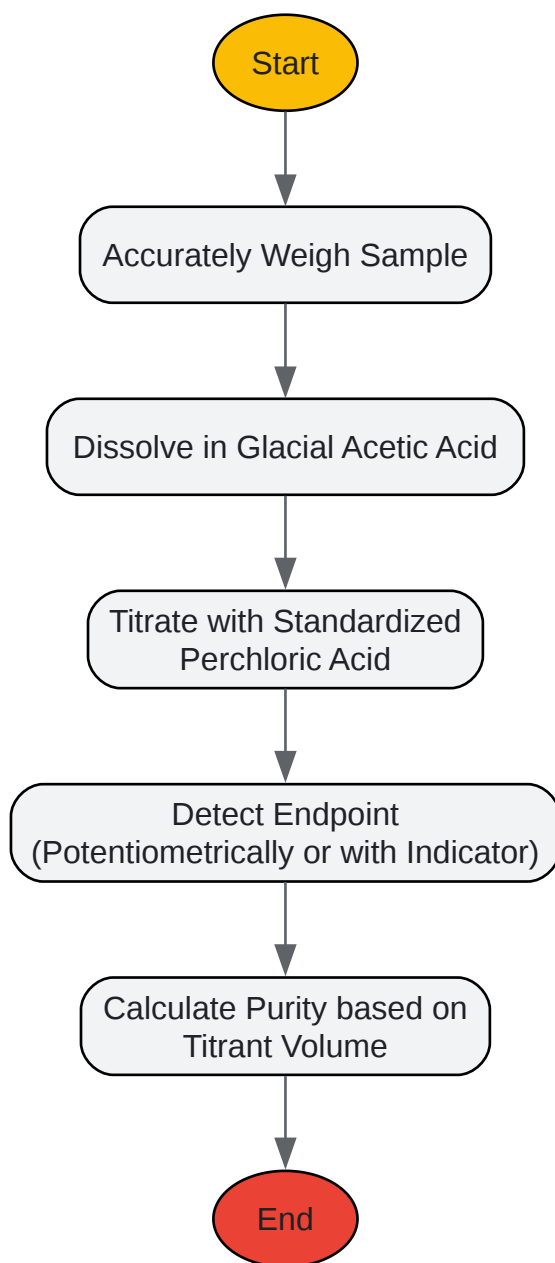 Start
Accurately Weigh Sample
Dissolve in Glacial Acetic Acid
Titrate with Standardized
Perchloric Acid
Detect Endpoint
(Potentiometrically or with Indicator)
Calculate Purity based on
Titrant Volume
End